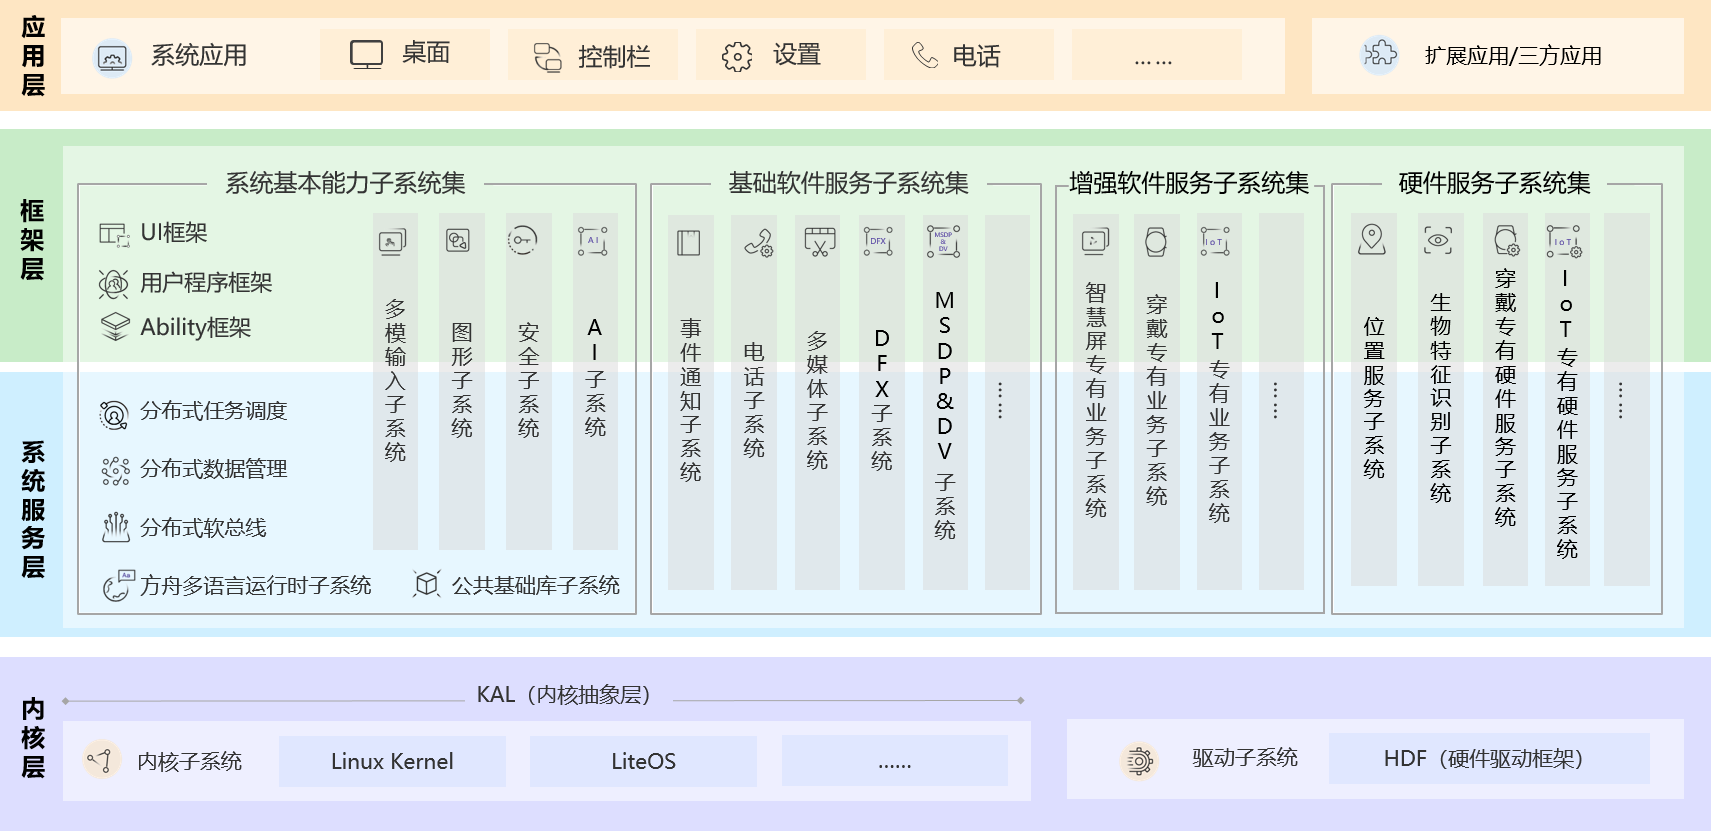 应用层
系统应用
桌面
控制栏
设置
电话
……
扩展应用/三方应用
框架层
系统服务层
系统基本能力子系统集
UI框架
用户程序框架
Ability框架
分布式任务调度
分布式数据管理
分布式软总线
方舟多语言运行时子系统
公共基础库子系统
多模输入子系统
图形子系统
安全子系统
AI
AI子系统
基础软件服务子系统集
事件通知子系统
电话子系统
多媒体子系统
DFX
DFX子系统
MSDP
&
DV
MSDP&DV子系统
……
增强软件服务子系统集
智慧屏专有业务子系统
穿戴专有业务子系统
IoT
IoT专有业务子系统
……
硬件服务子系统集
位置服务子系统
生物特征识别子系统
穿戴专有硬件服务子系统
IoT
IoT专有硬件服务子系统
……
内核层
KAL（内核抽象层）
内核子系统
Linux Kernel
LiteOS
......
驱动子系统
HDF（硬件驱动框架）